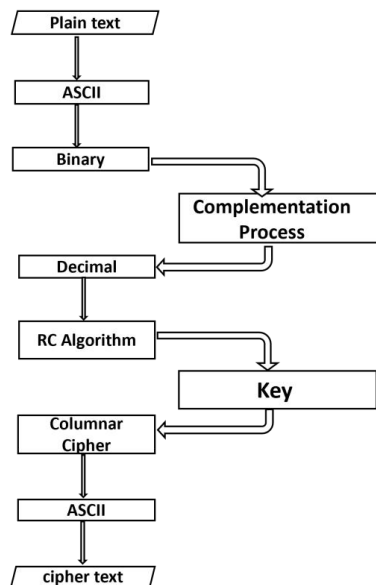 Plain text
ASCII
Binary
Complementation
Process
Decimal
RC Algorithm
Key
Columnar
Cipher
ASCII
cipher text